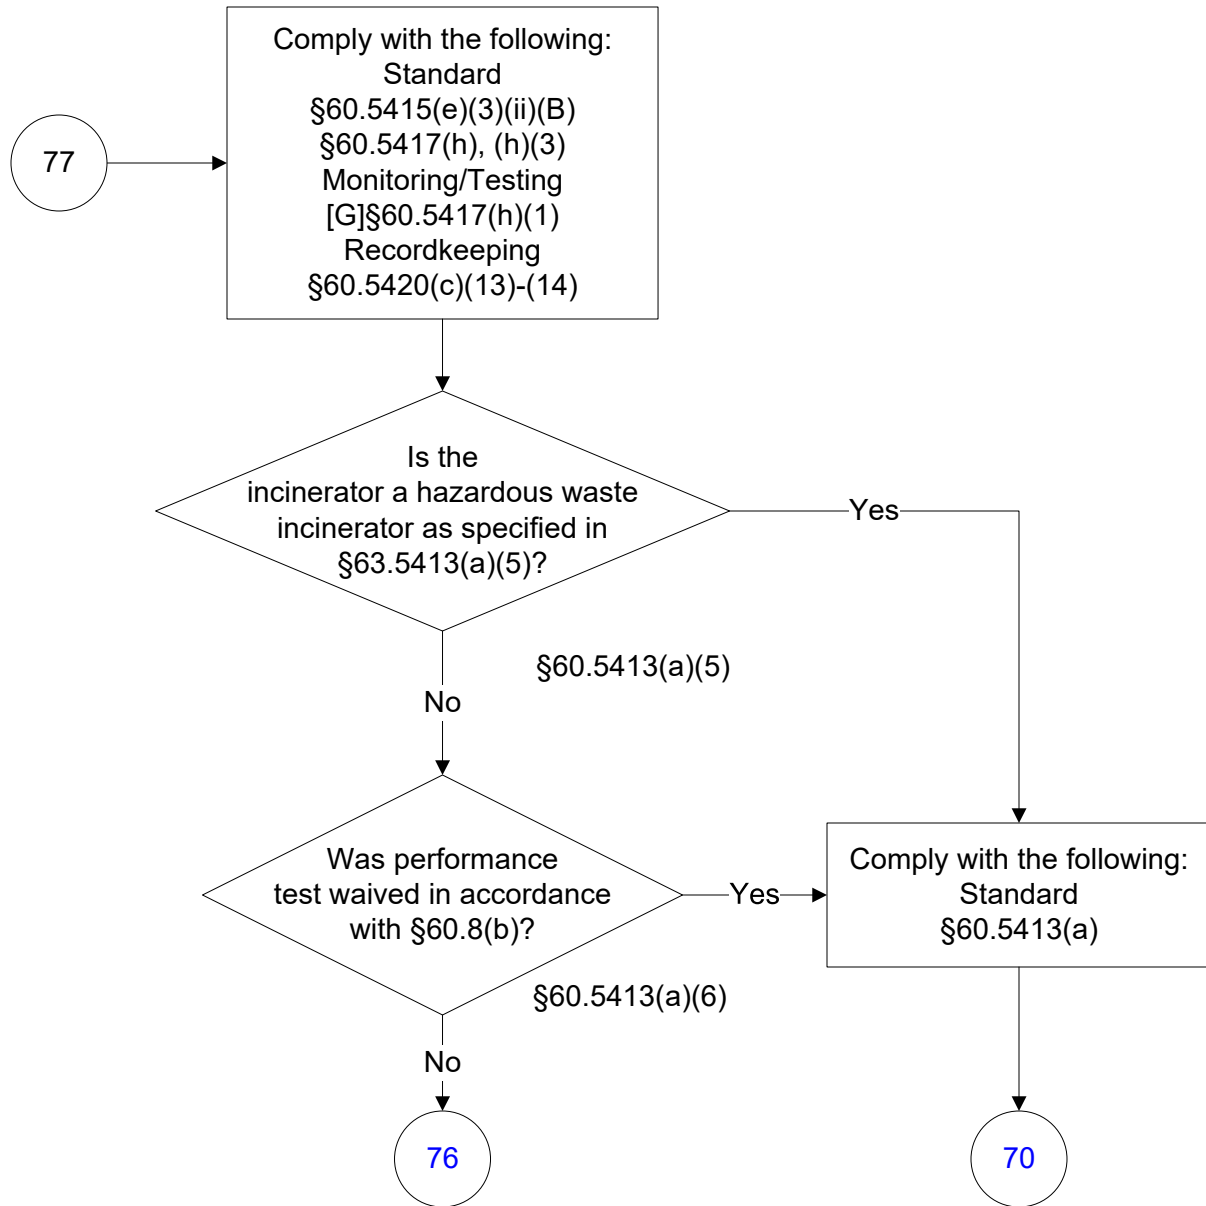 Comply with the following:
Standard
§60.5415(e)(3)(ii)(B)
§60.5417(h), (h)(3)
Monitoring/Testing
[G]§60.5417(h)(1)
Recordkeeping
§60.5420(c)(13)-(14)
77
Is the
incinerator a hazardous waste
incinerator as specified in
§63.5413(a)(5)?
Yes
§60.5413(a)(5)
No
Was performance
test waived in accordance
with §60.8(b)?
Yes
Comply with the following:
Standard
§60.5413(a)
§60.5413(a)(6)
No
76
70